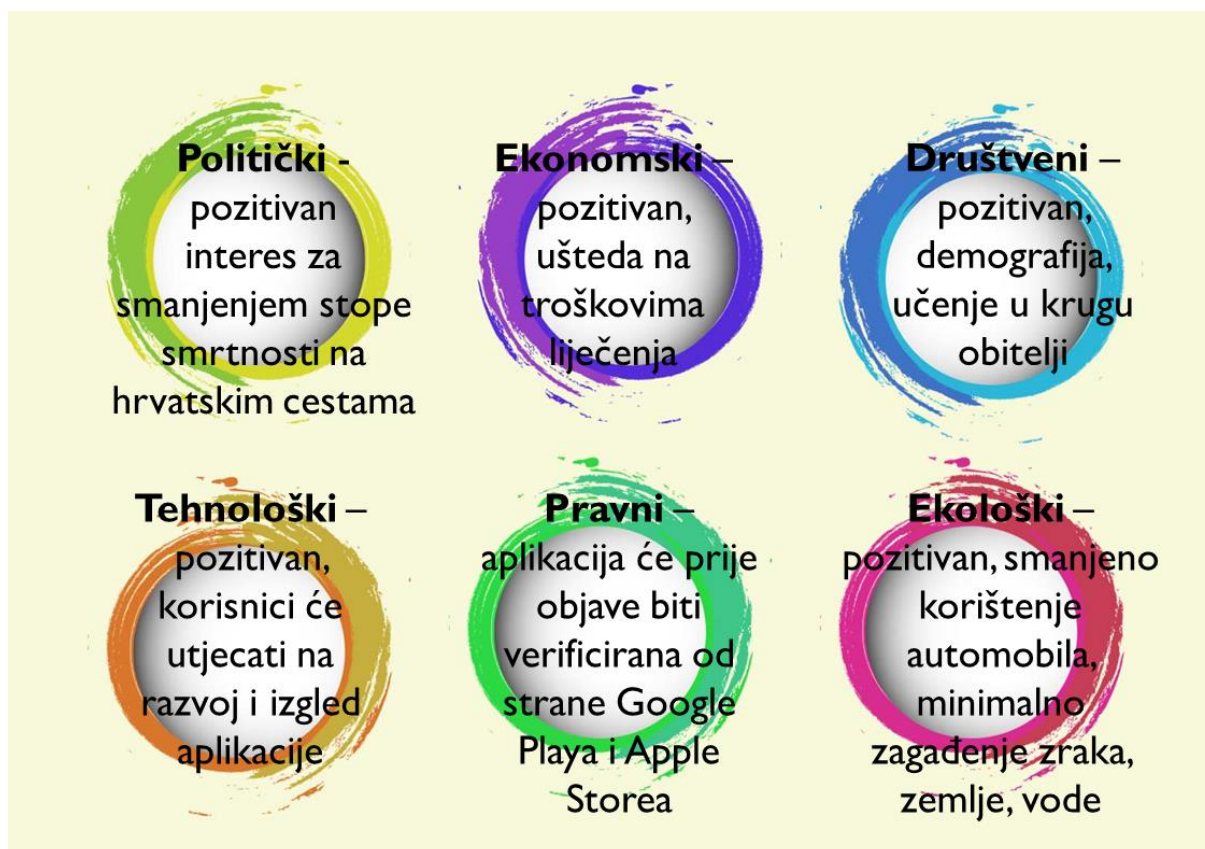 Politički -
pozitivan
interes za
smanjenjem stope
smrtnosti na
hrvatskim cestama
Ekonomski –
pozitivan,
ušteda na
troškovima
liječenja
Društveni –
pozitivan,
demografija,
učenje u krugu
obitelji
Tehnološki –
pozitivan,
korisnici će
utjecati na
razvoj i izgled
aplikacije
Pravni –
aplikacija će prije
objave biti
verificirana od
strane Google
Playa i Apple
Storea
Ekološki –
pozitivan, smanjeno
korištenje
automobila,
minimalno
zagađenje zraka,
zemlje, vode